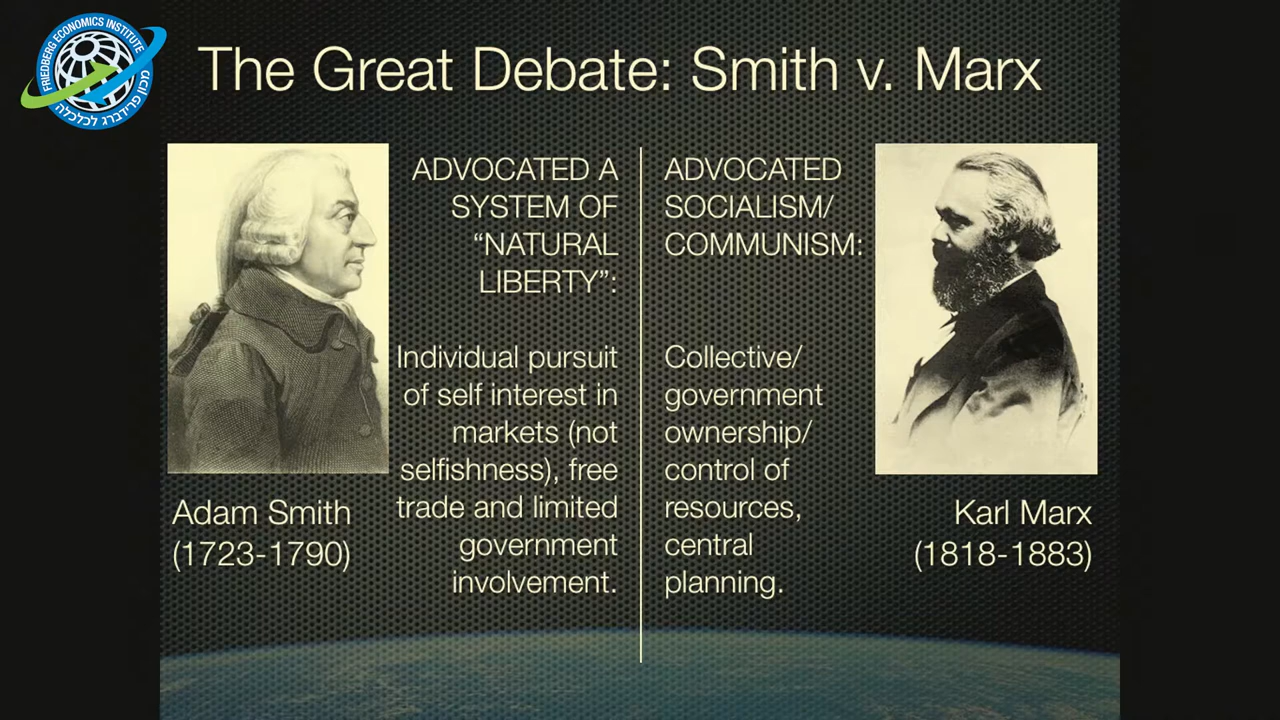 FRIEDBERG ECONOMICS INSTITUTE
מכון פרידברג לכלכלה
The Great Debate: Smith v. Marx
ADVOCATED A
SYSTEM OF
“NATURAL
LIBERTY”:
Individual pursuit
of self interest in
markets (not
selfishness), free
trade and limited
government
involvement.
ADVOCATED
SOCIALISM/
COMMUNISM:
Collective/
government
ownership/
control of
resources,
central
planning.
Adam Smith
(1723-1790)
Karl Marx
(1818-1883)